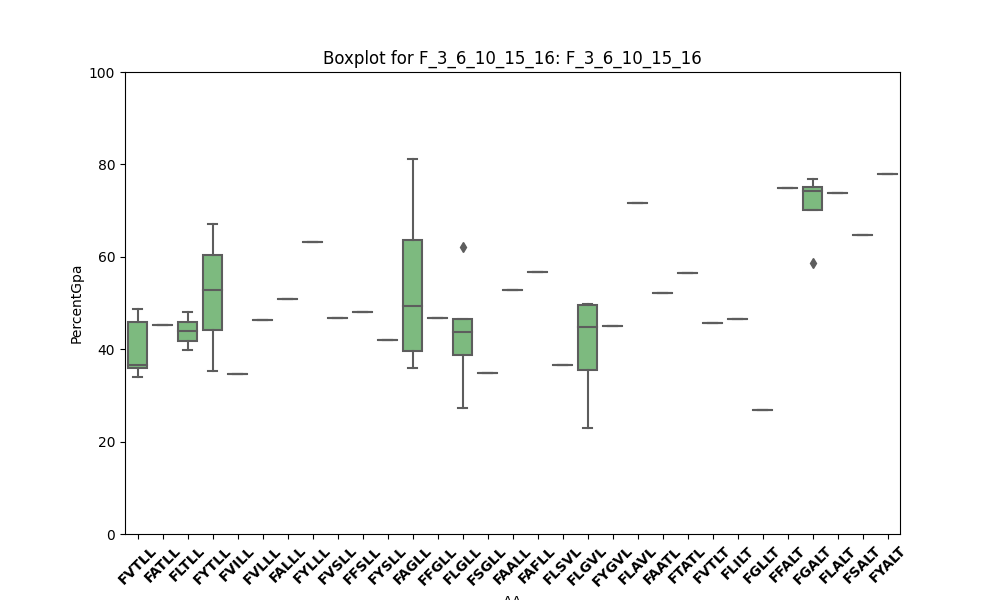 Boxplot for F_3_6_10_15_16: F_3_6_10_15_16
100
80
60
40
20
0
PercentGpa
FVTLL FATLL FLTLL FYTLL FVILL FVLLL FALLL FYLLL FVSLL FFSLL FYSLL FAGLL FFGLL FLGLL FSGLL FAALL FAFLL FLSVL FLGVL FYGVL FLAVL FAATL FTATL FVTLT FLILT FGLLT FFALT FGALT FLALT FSALT FYALT
AA